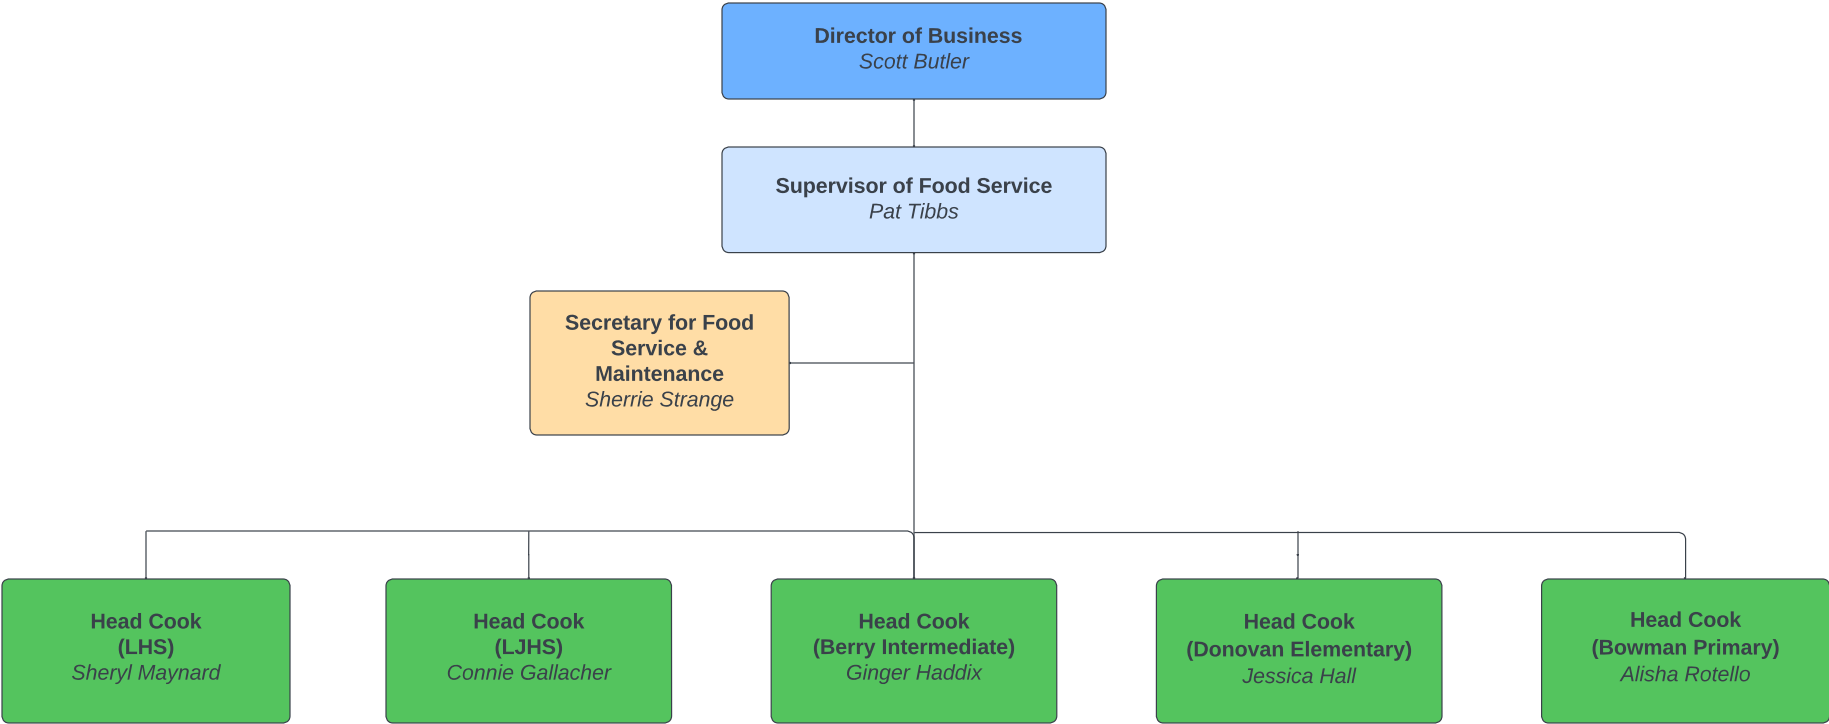 Director of Business
Scott Butler
Supervisor of Food Service
Pat Tibbs
Secretary for Food
Service &
Maintenance
Sherrie Strange
Head Cook
(LHS)
Sheryl Maynard
Head Cook
(LJHS)
Connie Gallacher
Head Cook
(Berry Intermediate)
Ginger Haddix
Head Cook
(Donovan Elementary)
Jessica Hall
Head Cook
(Bowman Primary)
Alisha Rotello